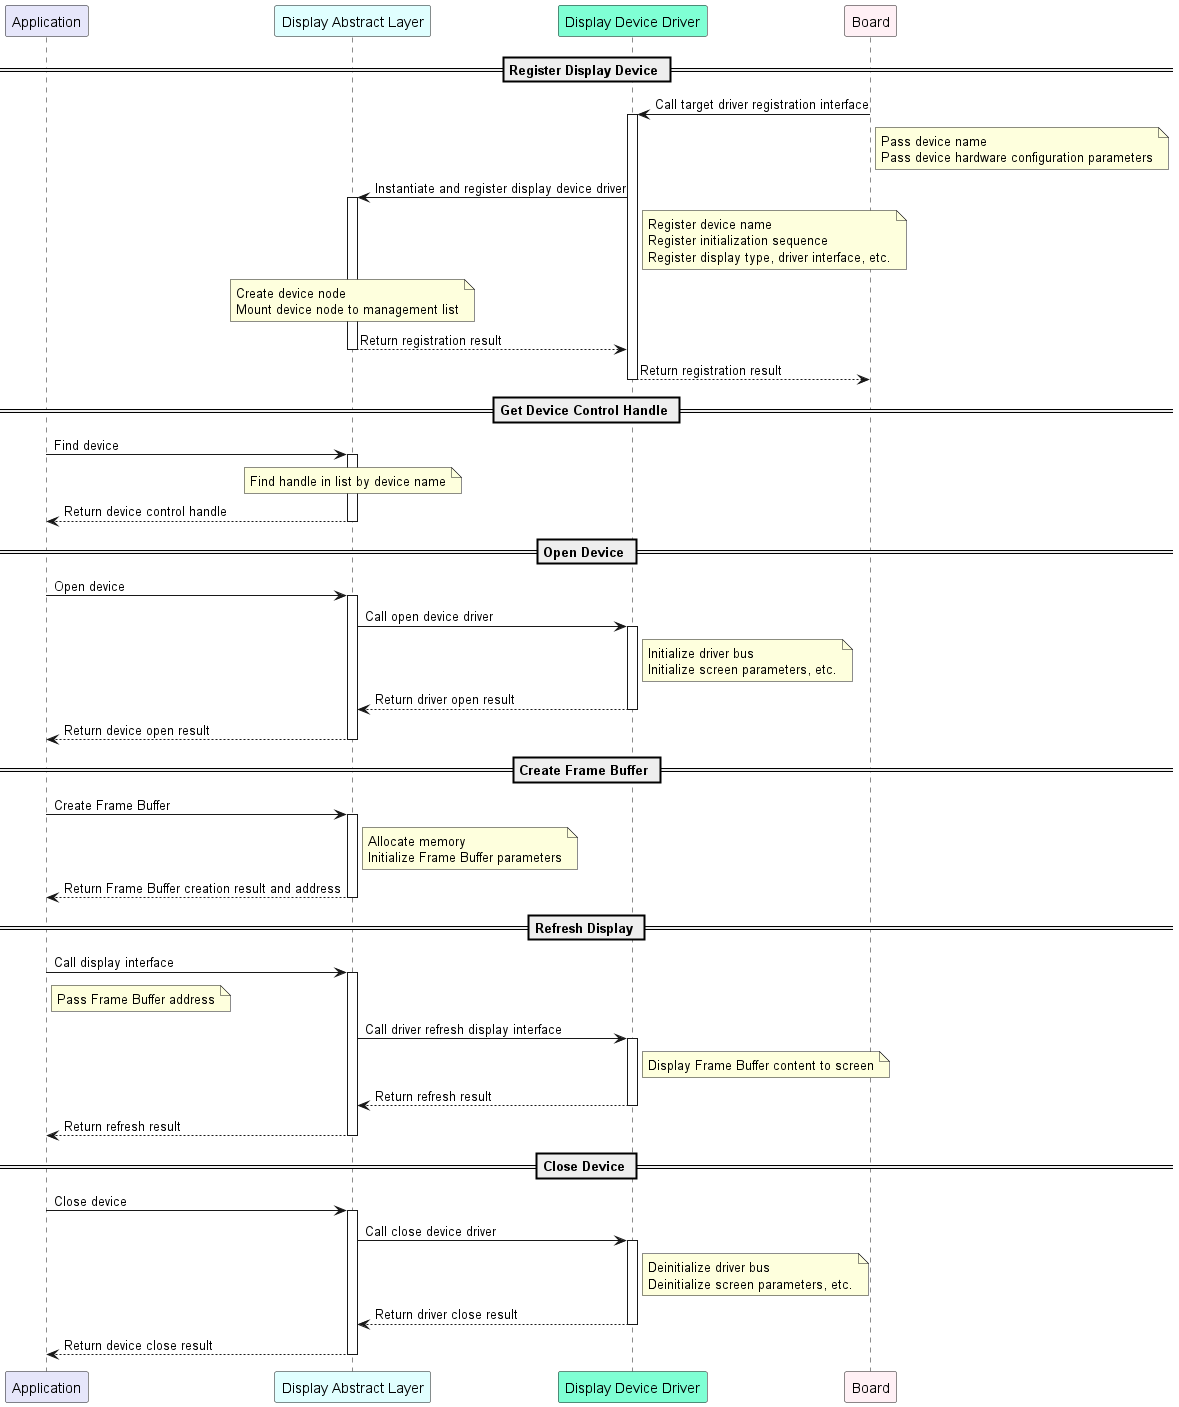 Application
Display Abstract Layer
Display Device Driver
Board
Register Display Device
Call target driver registration interface
Pass device name
Pass device hardware configuration parameters
Instantiate and register display device driver
Register device name
Register initialization sequence
Register display type, driver interface, etc.
Create device node
Mount device node to management list
Return registration result
Return registration result
Get Device Control Handle
Find device
Find handle in list by device name
Return device control handle
Open Device
Open device
Call open device driver
Initialize driver bus
Initialize screen parameters, etc.
Return driver open result
Return device open result
Create Frame Buffer
Create Frame Buffer
Allocate memory
Initialize Frame Buffer parameters
Return Frame Buffer creation result and address
Refresh Display
Call display interface
Pass Frame Buffer address
Call driver refresh display interface
Display Frame Buffer content to screen
Return refresh result
Return refresh result
Close Device
Close device
Call close device driver
Deinitialize driver bus
Deinitialize screen parameters, etc.
Return driver close result
Return device close result
Application
Display Abstract Layer
Display Device Driver
Board